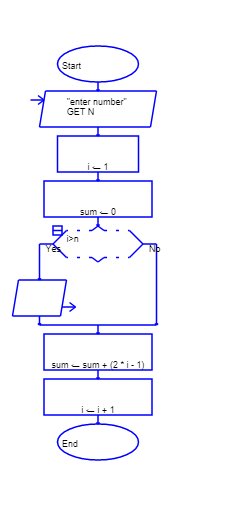 Start
"enter number"
GET N
i ← 1
sum ← 0
i>n
Yes
No
sum ← sum + (2 * i - 1)
i ← i + 1
End